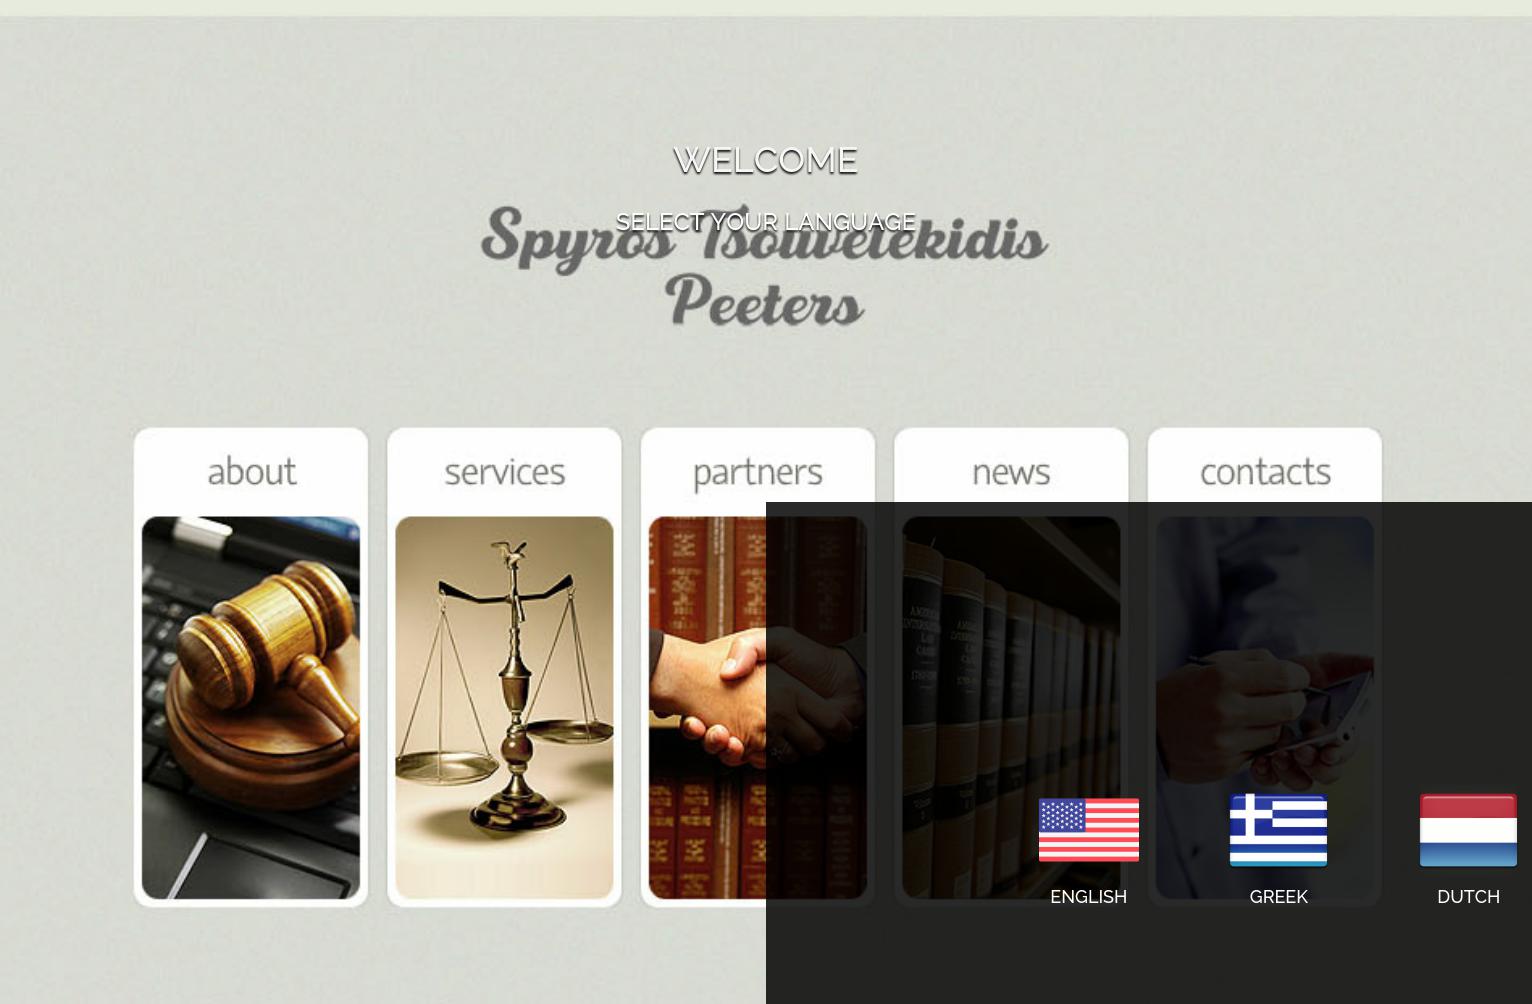 WELCOME
SELECT YOUR LANGUAGE
Spyros Tsouvelekidis
Peeters
about
services
partners
news
contacts
ENGLISH
GREEK
DUTCH